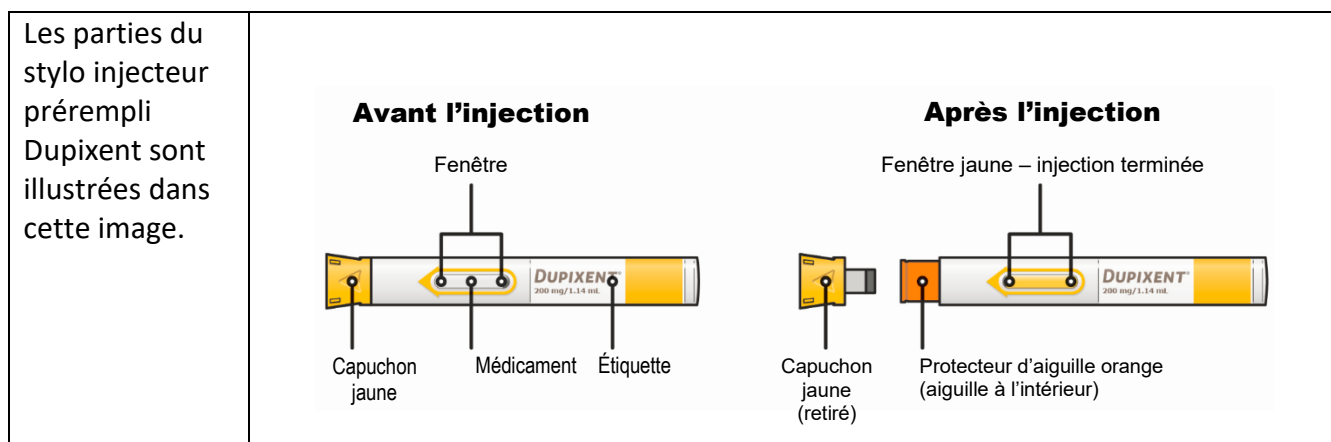 Les parties du
stylo injecteur
prérempli
Dupixent sont
illustrées dans
cette image.
Avant l’injection
Fenêtre
DUPIXENT®
200 mg/1.14 mL
Capuchon
jaune
Médicament
Étiquette
Après l’injection
Fenêtre jaune – injection terminée
DUPIXENT®
200 mg/1.14 mL
Capuchon
jaune
(retiré)
Protecteur d’aiguille orange
(aiguille à l’intérieur)